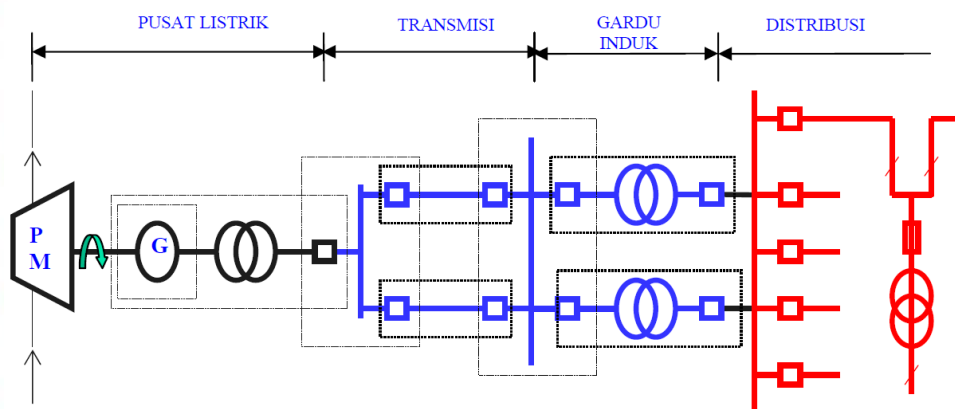 PUSAT LISTRIK
TRANSMISI
GARDU
INDUK
DISTRIBUSI
P
M
G